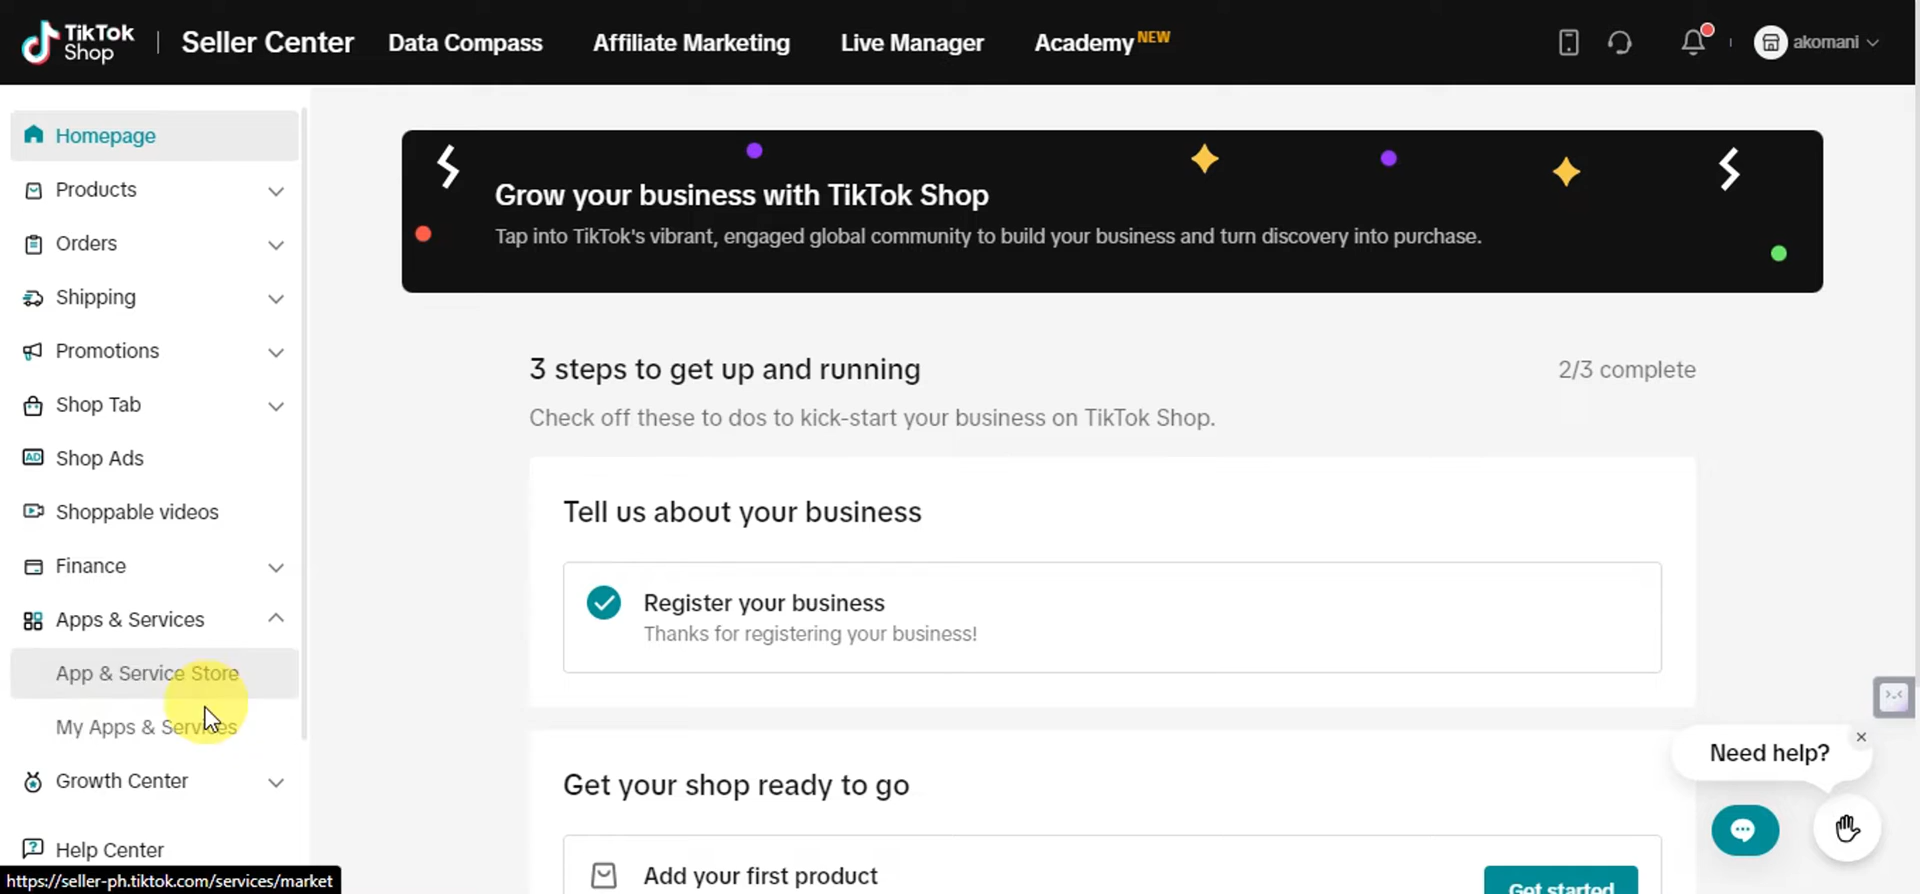 TikTok Shop
Seller Center
Data Compass
Affiliate Marketing
Live Manager
Academy NEW
akomani
Homepage
Products
Orders
Shipping
Promotions
Shop Tab
Shop Ads
Shoppable videos
Finance
Apps & Services
App & Service Store
My Apps & Services
Growth Center
Help Center
https://seller-ph.tiktok.com/services/market
Grow your business with TikTok Shop
Tap into TikTok's vibrant, engaged global community to build your business and turn discovery into purchase.
3 steps to get up and running
2/3 complete
Check off these to dos to kick-start your business on TikTok Shop.
Tell us about your business
Register your business
Thanks for registering your business!
Get your shop ready to go
Add your first product
Get started
Need help?
AD